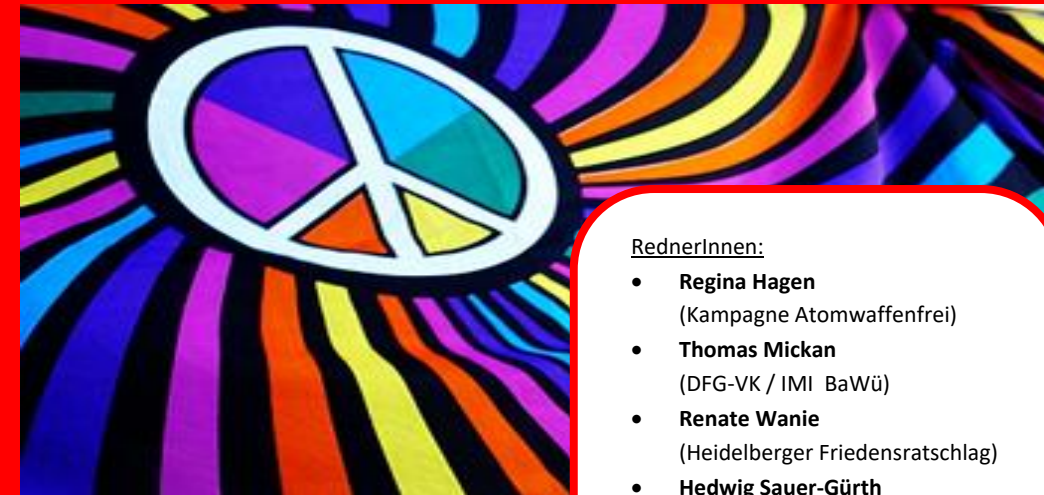 RednerInnen:
• Regina Hagen
(Kampagne Atomwaffenfrei)
• Thomas Mickan
(DFG-VK / IMI BaWü)
• Renate Wanie
(Heidelberger Friedensratschlag)
• Hedwig Sauer-Gürth